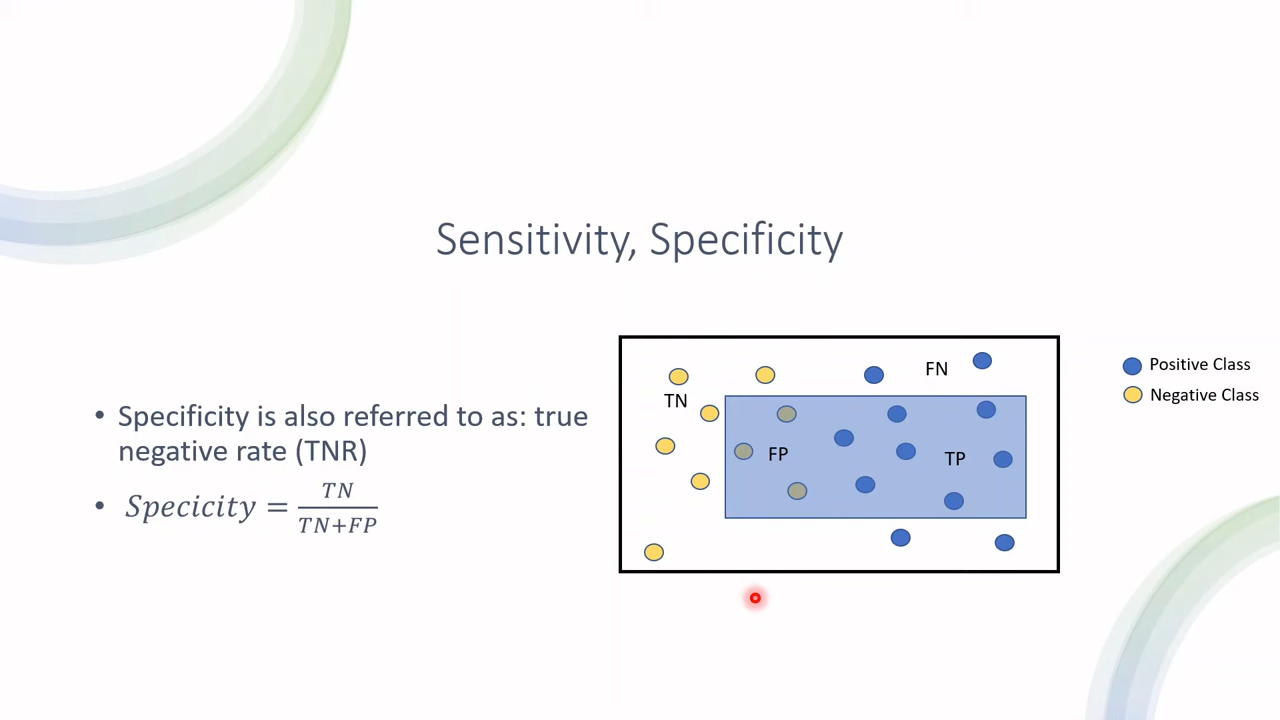 Sensitivity, Specificity
• Specificity is also referred to as: true
negative rate (TNR)
• Specicity = TN / TN+FP
TN
FN
FP
TP
Positive Class
Negative Class